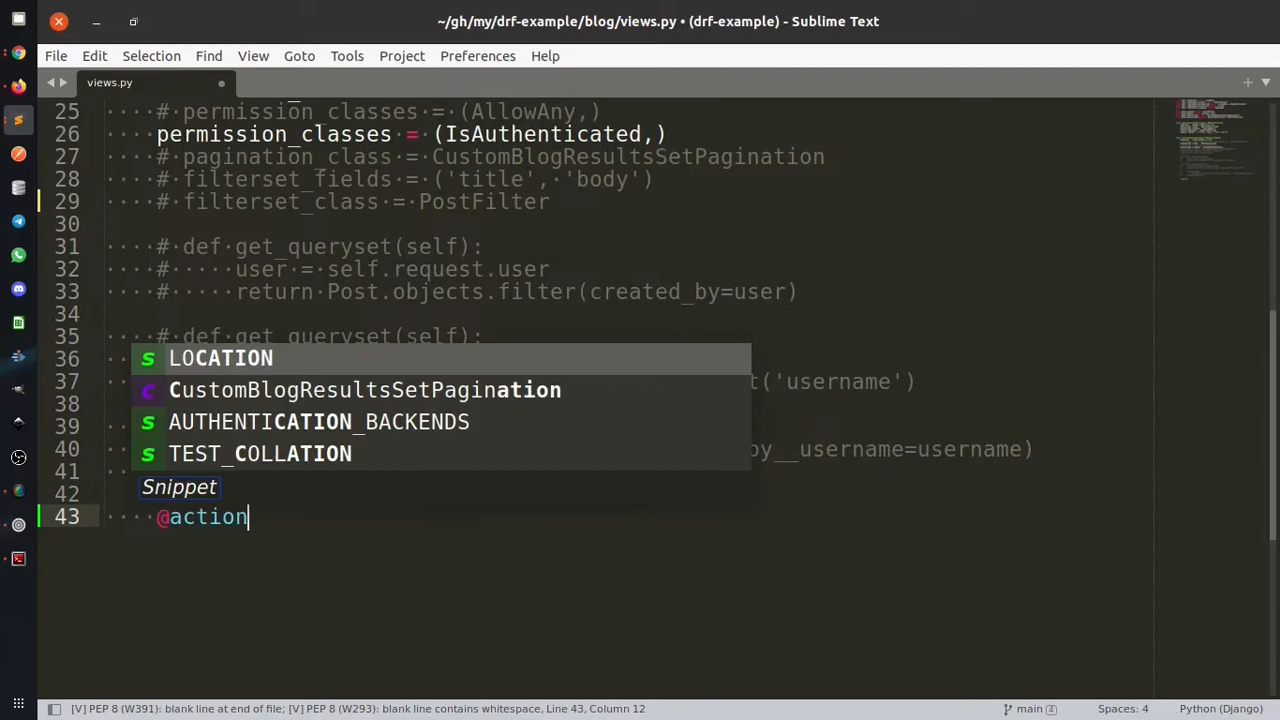 ~/gh/my/drf-example/blog/views.py • (drf-example) - Sublime Text
File Edit Selection Find View Goto Tools Project Preferences Help
views.py
25 # permission_classes = (AllowAny,)
26 permission_classes = (IsAuthenticated,)
27 # pagination_class = CustomBlogResultsSetPagination
28 # filterset_fields = ('title', 'body')
29 # filterset_class = PostFilter
30
31 # def get_queryset(self):
32 # user = self.request.user
33 # return Post.objects.filter(created_by=user)
34
35 # def get_queryset(self):
36
37 t('username')
38
39
40 by__username=username)
41
42
43 @action
s LOCATION
c CustomBlogResultsSetPagination
s AUTHENTICATION_BACKENDS
s TEST_COLLATION
Snippet
[V] PEP 8 (W391): blank line at end of file; [V] PEP 8 (W293): blank line contains whitespace, Line 43, Column 12 main 4 Spaces: 4 Python (Django)